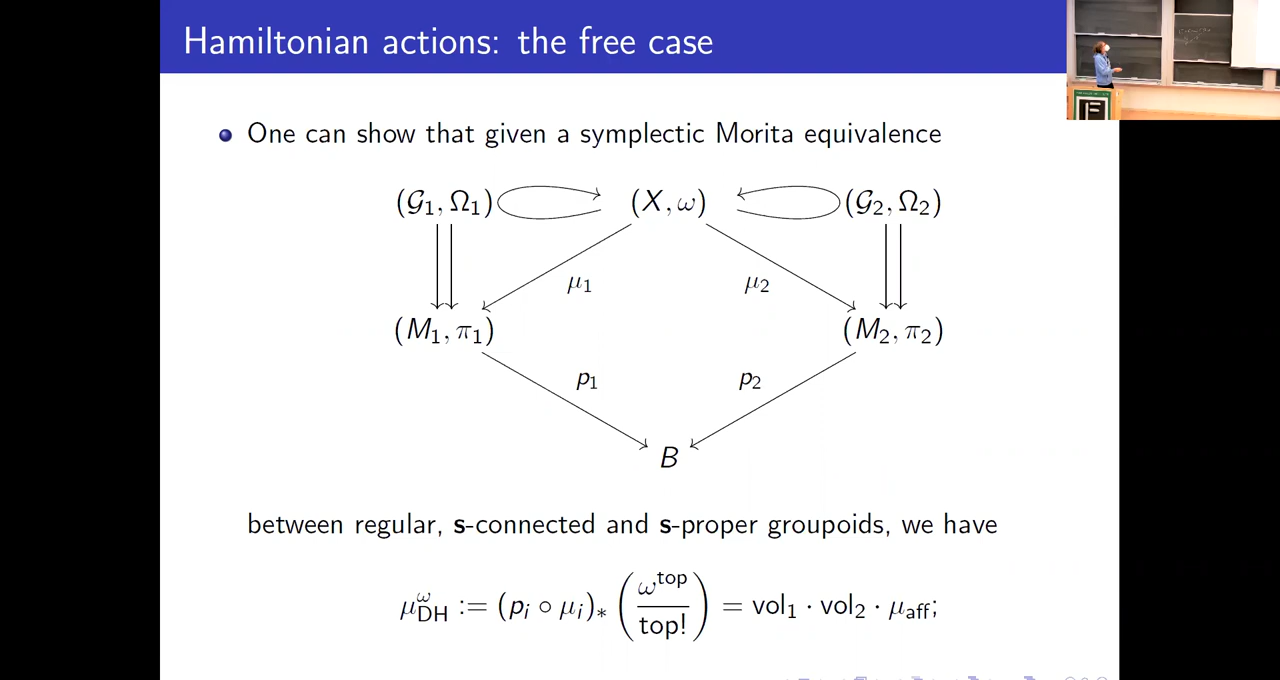 Hamiltonian actions: the free case
One can show that given a symplectic Morita equivalence
(𝒢₁, Ω₁) (X, ω) (𝒢₂, Ω₂)
μ₁ μ₂
(M₁, π₁) (M₂, π₂)
p₁ p₂
B
between regular, s-connected and s-proper groupoids, we have
μ^ω_DH := (pᵢ ∘ μᵢ)∗ (ω^top / top!) = vol₁ · vol₂ · μ_aff;